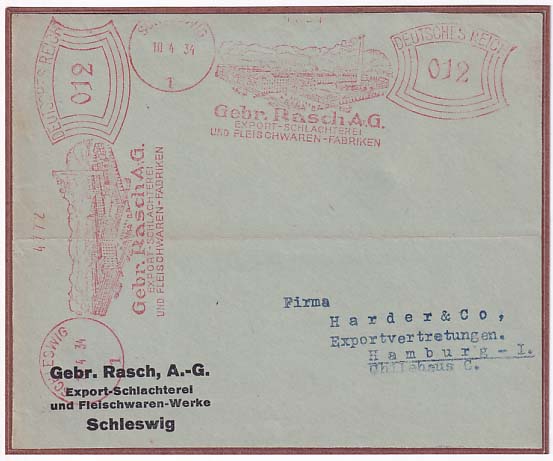 SCHLESWIG
10.4.34
1
DEUTSCHES REICH
012
Gebr. Rasch A.G.
EXPORT-SCHLACHTEREI
UND FLEISCHWAREN-FABRIKEN
DEUTSCHES REICH
012
Gebr. Rasch A.G.
EXPORT-SCHLACHTEREI
UND FLEISCHWAREN-FABRIKEN
SCHLESWIG
4 34
1
Firma
Harder & Co,
Exportvertretungen.
Hamburg - I.
C.
Gebr. Rasch, A.-G.
Export-Schlachterei
und Fleischwaren-Werke
Schleswig